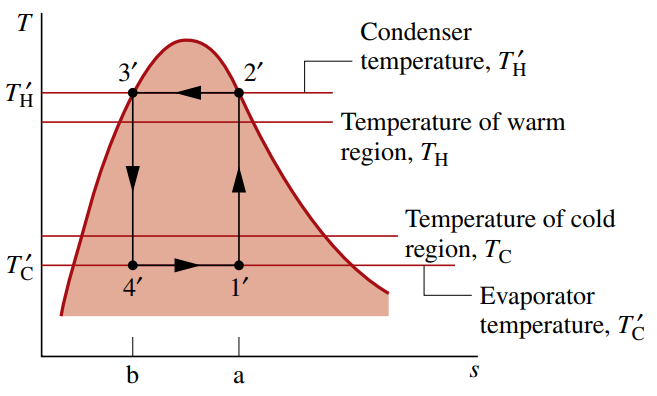 T
Condenser
temperature, T′H
3′
2′
T′H
Temperature of warm
region, TH
Temperature of cold
region, TC
T′C
4′
1′
Evaporator
temperature, T′C
b
a
s